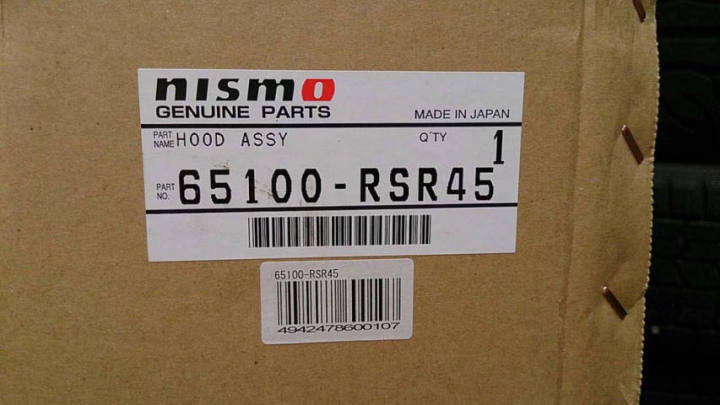 nismo
GENUINE PARTS
MADE IN JAPAN
PART NAME HOOD ASSY Q'TY 1
PART NO. 65100-RSR45
65100-RSR45
4942478600107